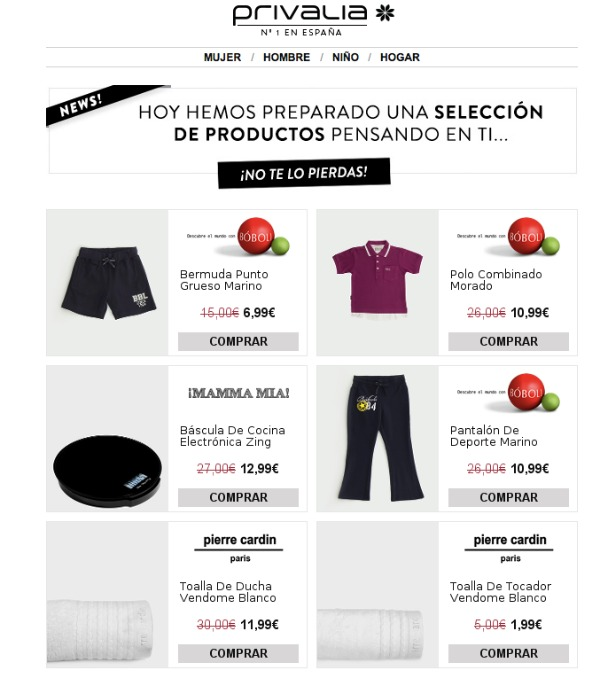 privalia
Nº 1 EN ESPAÑA
MUJER / HOMBRE / NIÑO / HOGAR
NEWS!
HOY HEMOS PREPARADO UNA SELECCIÓN
DE PRODUCTOS PENSANDO EN TI...
¡NO TE LO PIERDAS!
BBL
Descubre el mundo con BÓBOLI
Bermuda Punto
Grueso Marino
15,00€ 6,99€
COMPRAR
Descubre el mundo con BÓBOLI
Polo Combinado
Morado
26,00€ 10,99€
COMPRAR
¡MAMMA MIA!
Báscula De Cocina
Electrónica Zing
27,00€ 12,99€
COMPRAR
84
Descubre el mundo con BÓBOLI
Pantalón De
Deporte Marino
26,00€ 10,99€
COMPRAR
pierre cardin
paris
Toalla De Ducha
Vendome Blanco
30,00€ 11,99€
COMPRAR
pierre cardin
paris
Toalla De Tocador
Vendome Blanco
5,00€ 1,99€
COMPRAR